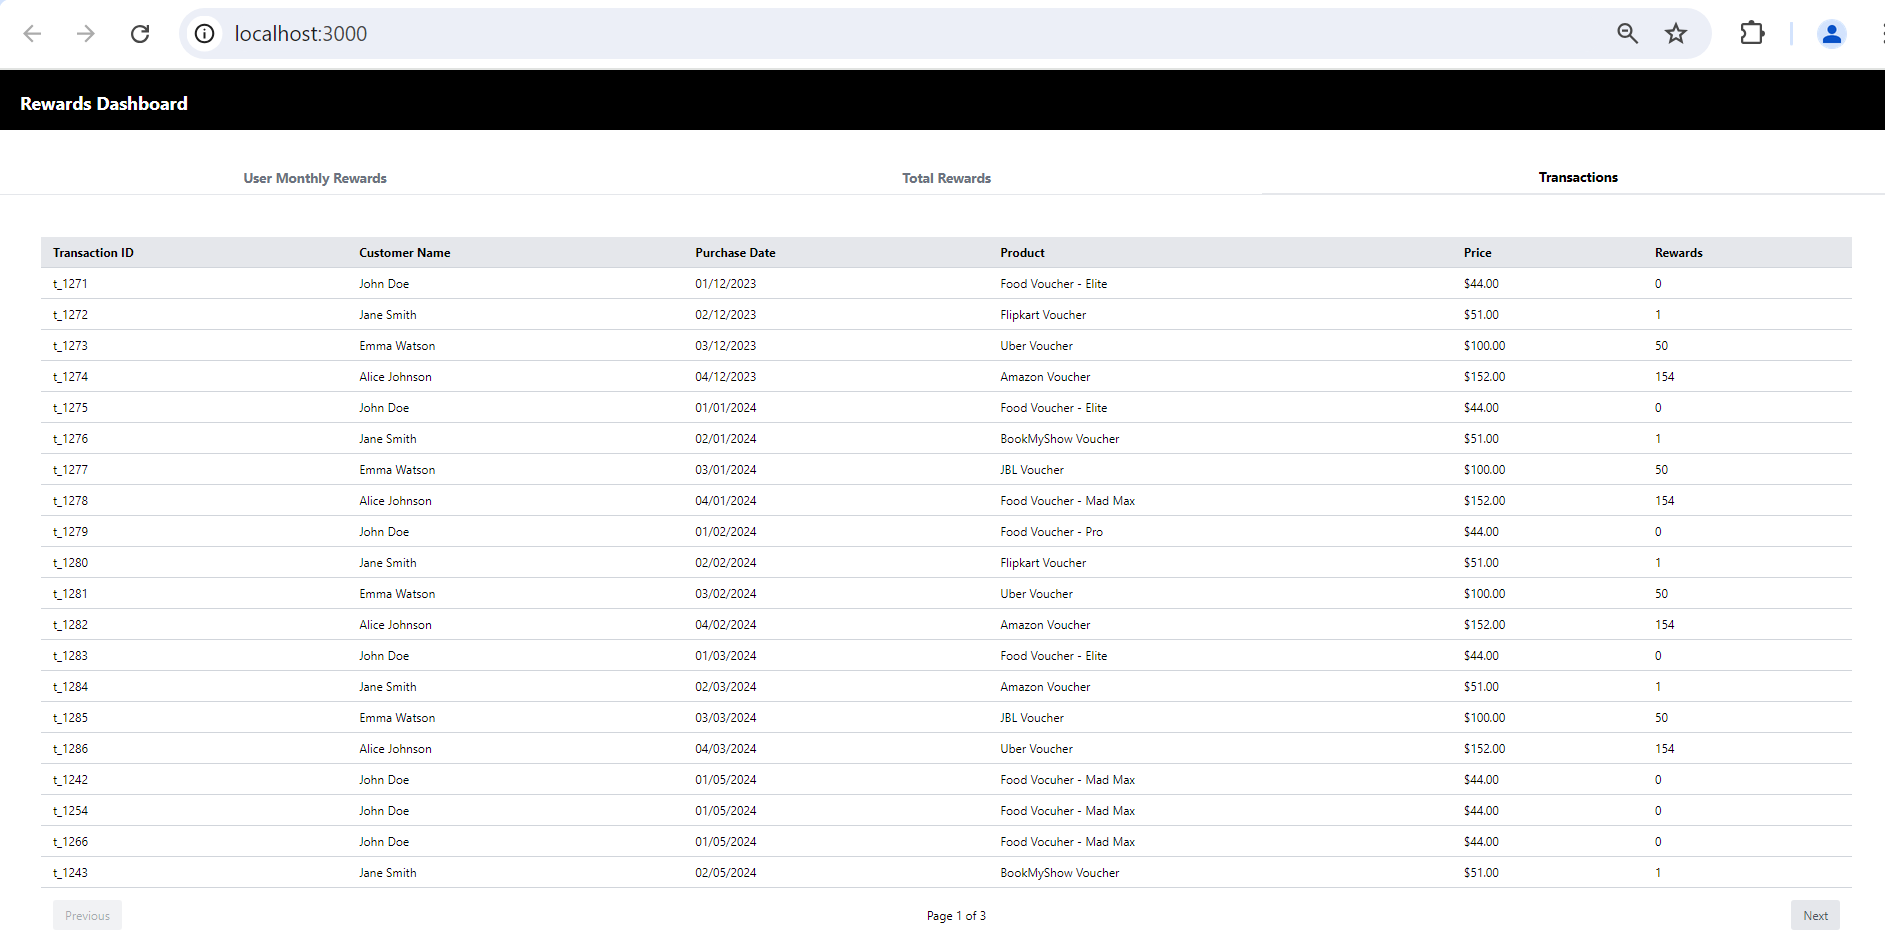 localhost:3000
Rewards Dashboard
User Monthly Rewards Total Rewards Transactions
Transaction ID Customer Name Purchase Date Product Price Rewards
t_1271 John Doe 01/12/2023 Food Voucher - Elite $44.00 0
t_1272 Jane Smith 02/12/2023 Flipkart Voucher $51.00 1
t_1273 Emma Watson 03/12/2023 Uber Voucher $100.00 50
t_1274 Alice Johnson 04/12/2023 Amazon Voucher $152.00 154
t_1275 John Doe 01/01/2024 Food Voucher - Elite $44.00 0
t_1276 Jane Smith 02/01/2024 BookMyShow Voucher $51.00 1
t_1277 Emma Watson 03/01/2024 JBL Voucher $100.00 50
t_1278 Alice Johnson 04/01/2024 Food Voucher - Mad Max $152.00 154
t_1279 John Doe 01/02/2024 Food Voucher - Pro $44.00 0
t_1280 Jane Smith 02/02/2024 Flipkart Voucher $51.00 1
t_1281 Emma Watson 03/02/2024 Uber Voucher $100.00 50
t_1282 Alice Johnson 04/02/2024 Amazon Voucher $152.00 154
t_1283 John Doe 01/03/2024 Food Voucher - Elite $44.00 0
t_1284 Jane Smith 02/03/2024 Amazon Voucher $51.00 1
t_1285 Emma Watson 03/03/2024 JBL Voucher $100.00 50
t_1286 Alice Johnson 04/03/2024 Uber Voucher $152.00 154
t_1242 John Doe 01/05/2024 Food Vocuher - Mad Max $44.00 0
t_1254 John Doe 01/05/2024 Food Vocuher - Mad Max $44.00 0
t_1266 John Doe 01/05/2024 Food Vocuher - Mad Max $44.00 0
t_1243 Jane Smith 02/05/2024 BookMyShow Voucher $51.00 1
Previous Page 1 of 3 Next